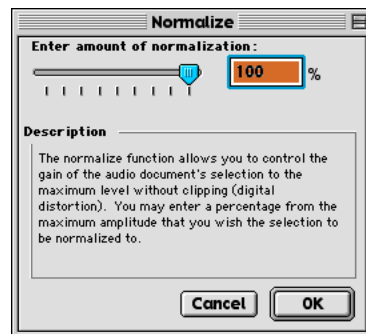 Normalize
Enter amount of normalization:
100 %
Description
The normalize function allows you to control the
gain of the audio document's selection to the
maximum level without clipping (digital
distortion). You may enter a percentage from the
maximum amplitude that you wish the selection to
be normalized to.
Cancel OK